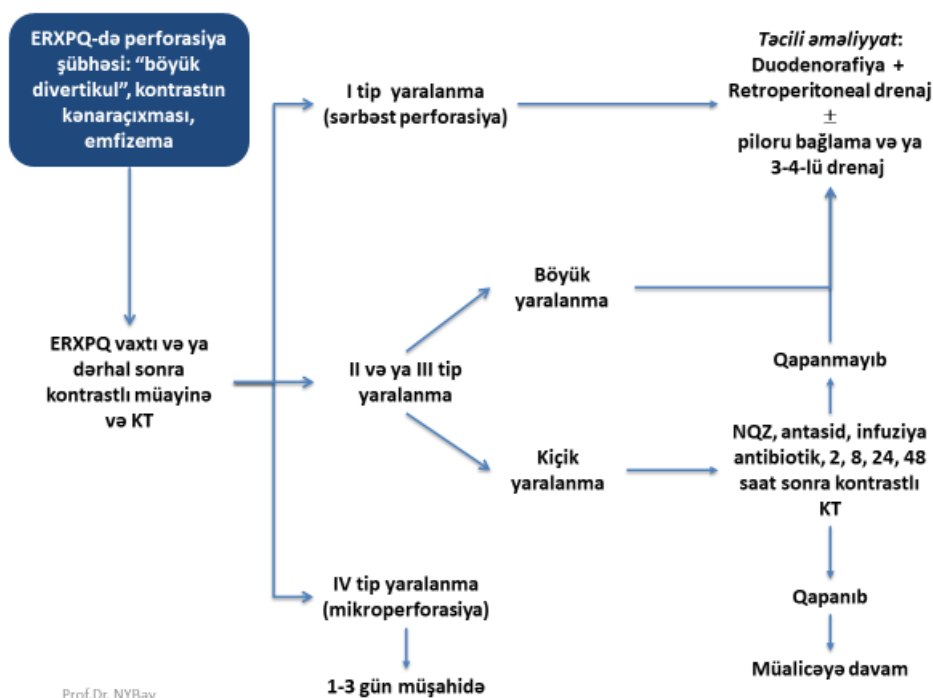 ERXPQ-də perforasiya
şübhəsi: “böyük
divertikul”, kontrastın
kənaraçıxması,
emfizema
ERXPQ vaxtı və ya
dərhal sonra
kontrastlı müayinə
və KT
I tip yaralanma
(sərbəst perforasiya)
Təcili əməliyyat:
Duodenorafiya +
Retroperitoneal drenaj
±
piloru bağlama və ya
3-4-lü drenaj
II və ya III tip
yaralanma
Böyük
yaralanma
Kiçik
yaralanma
Qapanmayıb
NQZ, antasid, infuziya
antibiotik, 2, 8, 24, 48
saat sonra kontrastlı
KT
Qapanıb
Müalicəyə davam
IV tip yaralanma
(mikroperforasiya)
1-3 gün müşahidə
Prof.Dr. NYBay